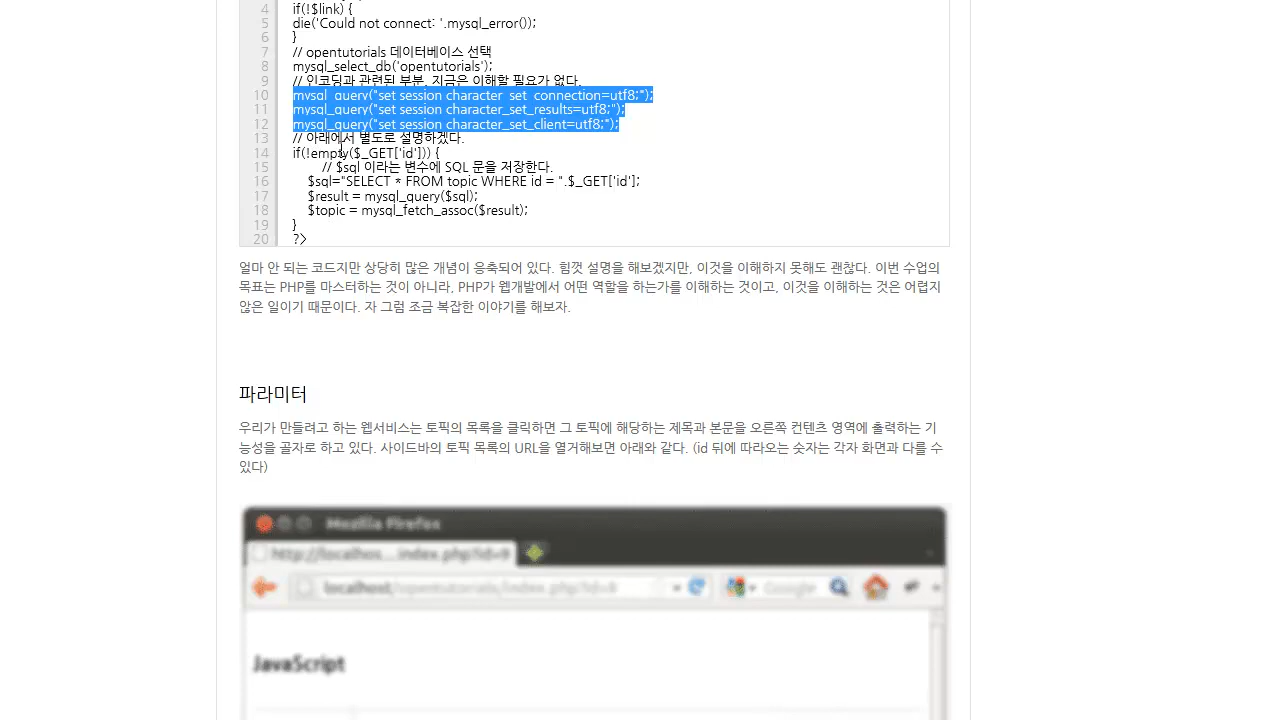 4 if(!$link) {
5 die('Could not connect: '.mysql_error());
6 }
7 // opentutorials 데이터베이스 선택
8 mysql_select_db('opentutorials');
9 // 인코딩과 관련된 부분, 지금은 이해할 필요가 없다.
10 mysql_query("set session character_set_connection=utf8;");
11 mysql_query("set session character_set_results=utf8;");
12 mysql_query("set session character_set_client=utf8;");
13 // 아래에서 별도로 설명하겠다.
14 if(!empty($_GET['id'])) {
15 // $sql 이라는 변수에 SQL 문을 저장한다.
16 $sql="SELECT * FROM topic WHERE id = ".$_GET['id'];
17 $result = mysql_query($sql);
18 $topic = mysql_fetch_assoc($result);
19 }
20 ?>
얼마 안 되는 코드지만 상당히 많은 개념이 응축되어 있다. 힘껏 설명을 해보겠지만, 이것을 이해하지 못해도 괜찮다. 이번 수업의
목표는 PHP를 마스터하는 것이 아니라, PHP가 웹개발에서 어떤 역할을 하는가를 이해하는 것이고, 이것을 이해하는 것은 어렵지
않은 일이기 때문이다. 자 그럼 조금 복잡한 이야기를 해보자.
파라미터
우리가 만들려고 하는 웹서비스는 토픽의 목록을 클릭하면 그 토픽에 해당하는 제목과 본문을 오른쪽 컨텐츠 영역에 출력하는 기
능성을 골자로 하고 있다. 사이드바의 토픽 목록의 URL을 열거해보면 아래와 같다. (id 뒤에 따라오는 숫자는 각자 화면과 다를 수
있다)
Mozilla Firefox
http://localhos... index.php?id=9
localhost/opentutorials/index.php?id=
Google
JavaScript